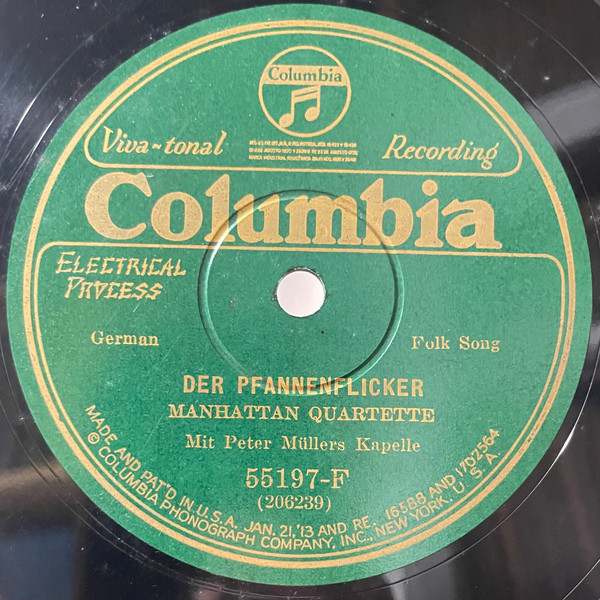 Columbia
Viva-tonal Recording
Columbia
ELECTRICAL
PROCESS
German Folk Song
DER PFANNENFLICKER
MANHATTAN QUARTETTE
Mit Peter Müllers Kapelle
55197-F
(206239)
MADE AND PAT'D IN U.S.A. JAN. 21,'13 AND RE. 16588 AND 1702564
© COLUMBIA PHONOGRAPH COMPANY, INC., NEW YORK, U.S.A.